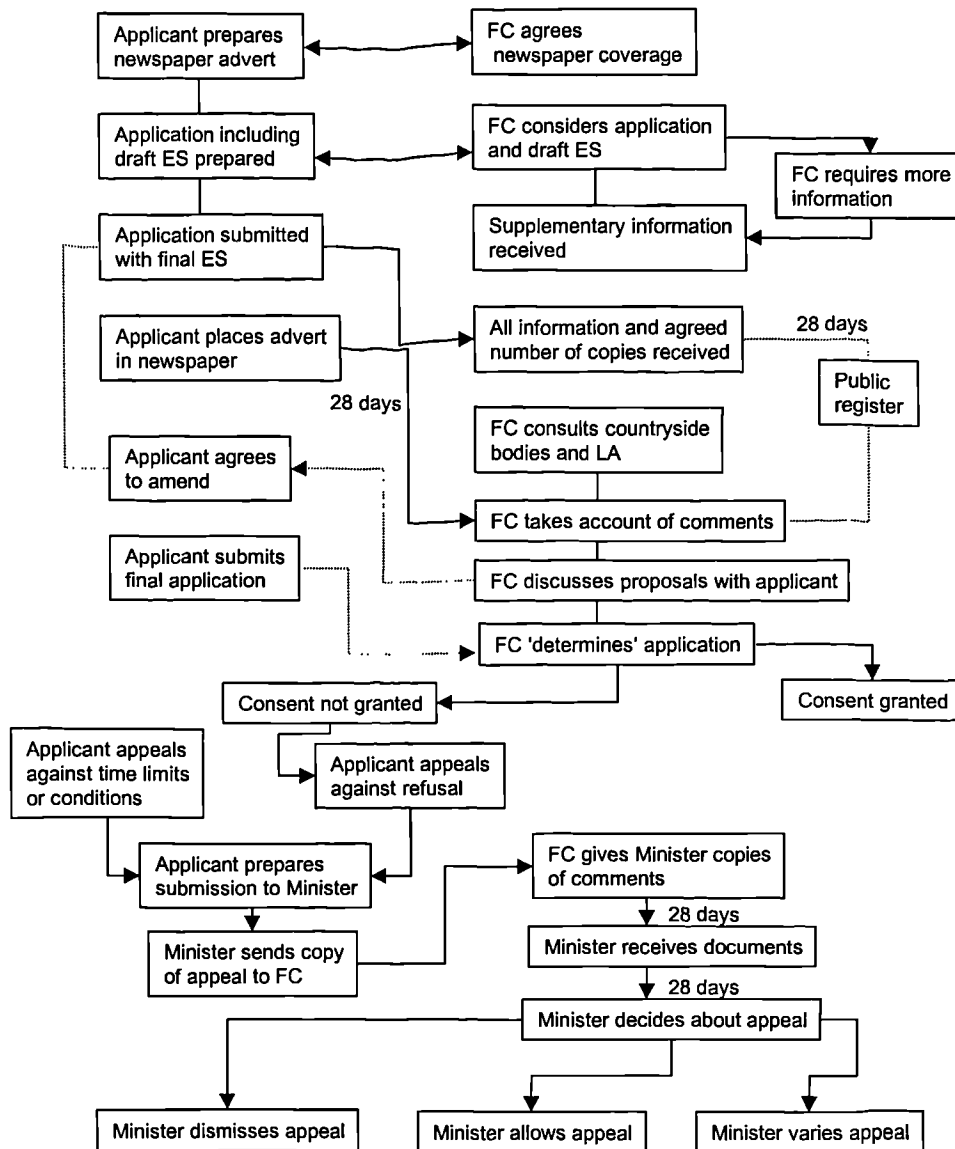 Applicant prepares
newspaper advert
FC agrees
newspaper coverage
Application including
draft ES prepared
FC considers application
and draft ES
FC requires more
information
Application submitted
with final ES
Supplementary information
received
Applicant places advert
in newspaper
All information and agreed
number of copies received
28 days
Public
register
28 days
FC consults countryside
bodies and LA
Applicant agrees
to amend
FC takes account of comments
Applicant submits
final application
FC discusses proposals with applicant
FC 'determines' application
Consent not granted
Consent granted
Applicant appeals
against time limits
or conditions
Applicant appeals
against refusal
Applicant prepares
submission to Minister
FC gives Minister copies
of comments
28 days
Minister sends copy
of appeal to FC
Minister receives documents
28 days
Minister decides about appeal
Minister dismisses appeal
Minister allows appeal
Minister varies appeal